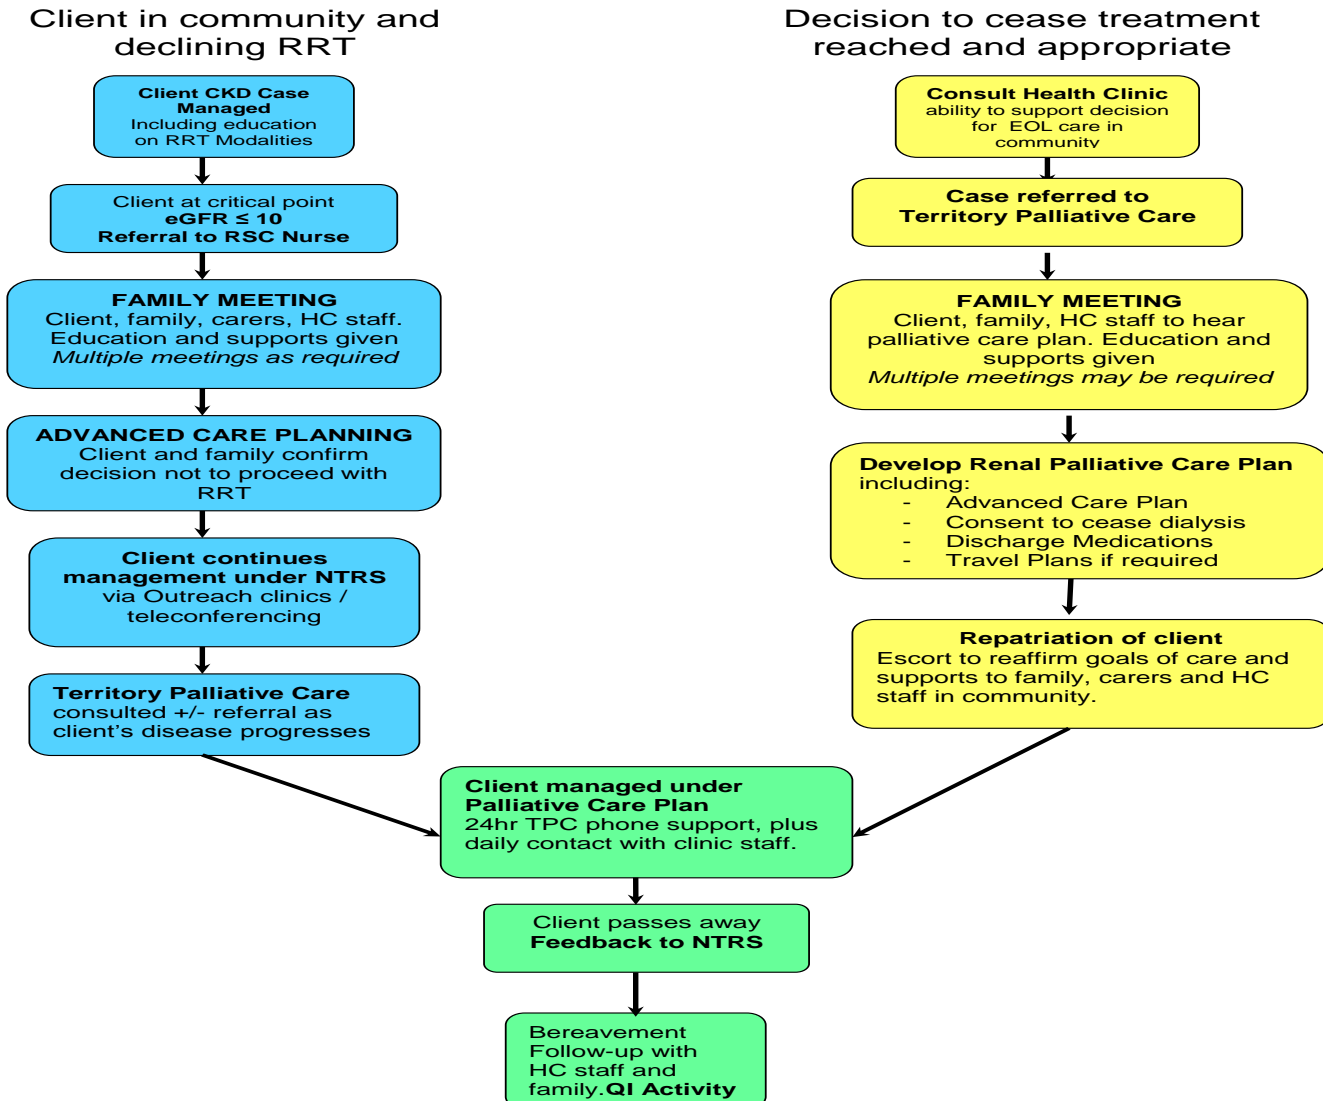 Client in community and
declining RRT
Client CKD Case
Managed
Including education
on RRT Modalities
Client at critical point
eGFR ≤ 10
Referral to RSC Nurse
FAMILY MEETING
Client, family, carers, HC staff.
Education and supports given
Multiple meetings as required
ADVANCED CARE PLANNING
Client and family confirm
decision not to proceed with
RRT
Client continues
management under NTRS
via Outreach clinics /
teleconferencing
Territory Palliative Care
consulted +/- referral as
client's disease progresses
Decision to cease treatment
reached and appropriate
Consult Health Clinic
ability to support decision
for EOL care in
community
Case referred to
Territory Palliative Care
FAMILY MEETING
Client, family, HC staff to hear
palliative care plan. Education and
supports given
Multiple meetings may be required
Develop Renal Palliative Care Plan
including:
- Advanced Care Plan
- Consent to cease dialysis
- Discharge Medications
- Travel Plans if required
Repatriation of client
Escort to reaffirm goals of care and
supports to family, carers and HC
staff in community.
Client managed under
Palliative Care Plan
24hr TPC phone support, plus
daily contact with clinic staff.
Client passes away
Feedback to NTRS
Bereavement
Follow-up with
HC staff and
family.QI Activity